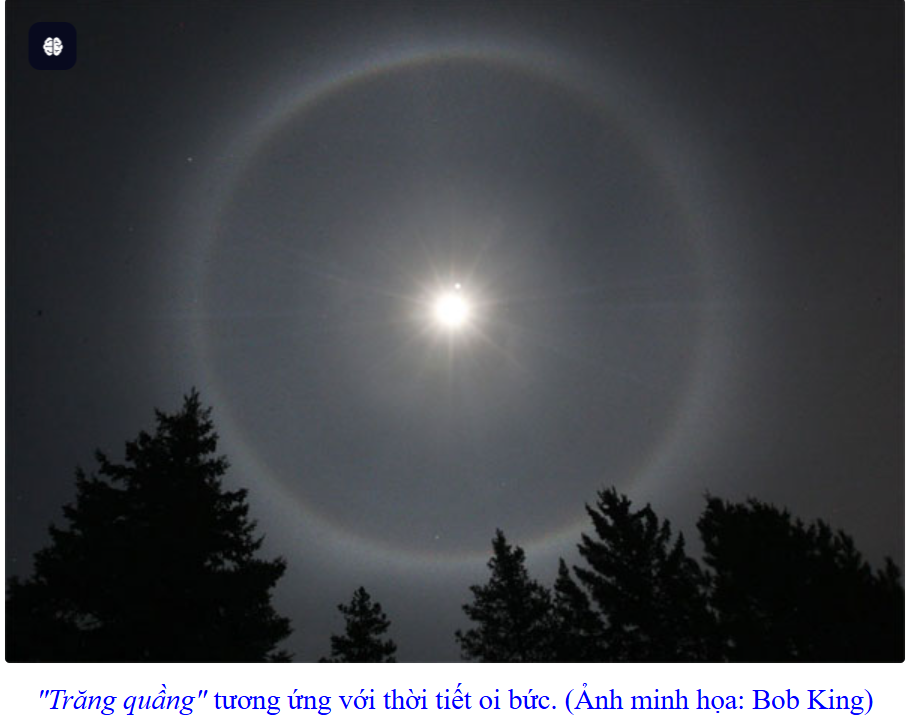 "Trăng quầng" tương ứng với thời tiết oi bức. (Ảnh minh họa: Bob King)